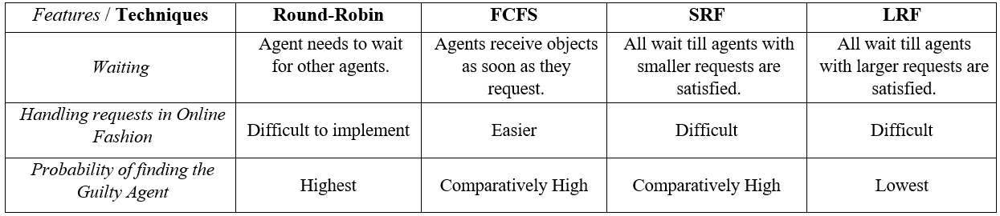 Features / Techniques
Round-Robin
FCFS
SRF
LRF
Waiting
Agent needs to wait
for other agents.
Agents receive objects
as soon as they
request.
All wait till agents with
smaller requests are
satisfied.
All wait till agents
with larger requests are
satisfied.
Handling requests in Online
Fashion
Difficult to implement
Easier
Difficult
Difficult
Probability of finding the
Guilty Agent
Highest
Comparatively High
Comparatively High
Lowest